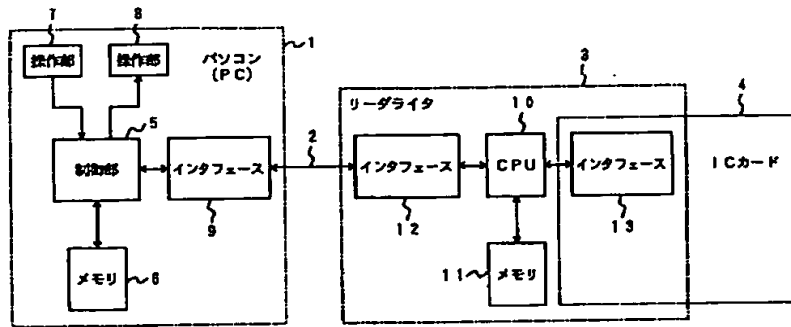 7
8
1
操作部
操作部
パソコン
(PC)
5
制御部
インタフェース
9
メモリ
6
2
3
リーダライタ
10
4
インタフェース
CPU
インタフェース
ICカード
12
13
11
メモリ